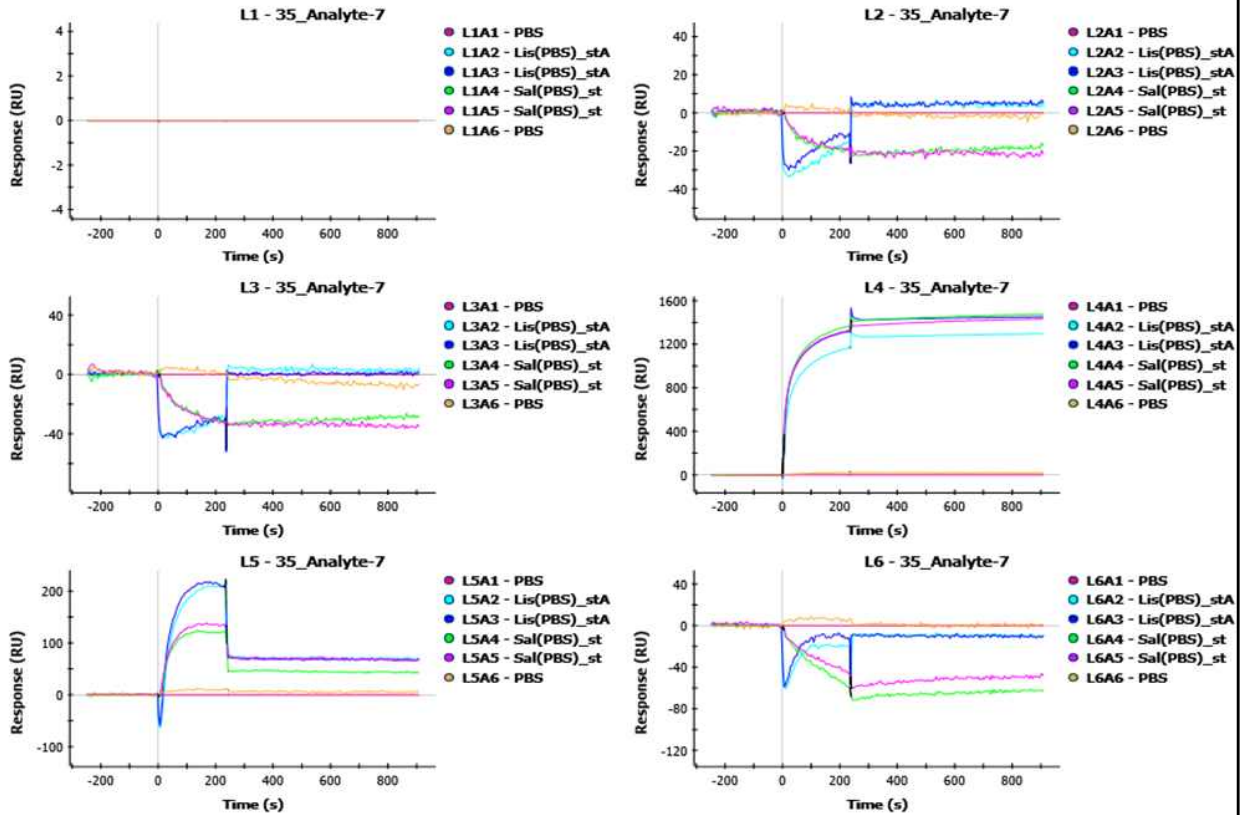 L1 - 35_Analyte-7
Response (RU)
4
2
0
-2
-4
-200 0 200 400 600 800
Time (s)
L1A1 - PBS
L1A2 - Lis(PBS)_stA
L1A3 - Lis(PBS)_stA
L1A4 - Sal(PBS)_st
L1A5 - Sal(PBS)_st
L1A6 - PBS
L2 - 35_Analyte-7
Response (RU)
40
20
0
-20
-40
-200 0 200 400 600 800
Time (s)
L2A1 - PBS
L2A2 - Lis(PBS)_stA
L2A3 - Lis(PBS)_stA
L2A4 - Sal(PBS)_st
L2A5 - Sal(PBS)_st
L2A6 - PBS
L3 - 35_Analyte-7
Response (RU)
40
0
-40
-200 0 200 400 600 800
Time (s)
L3A1 - PBS
L3A2 - Lis(PBS)_stA
L3A3 - Lis(PBS)_stA
L3A4 - Sal(PBS)_st
L3A5 - Sal(PBS)_st
L3A6 - PBS
L4 - 35_Analyte-7
Response (RU)
1600
1200
800
400
0
-200 0 200 400 600 800
Time (s)
L4A1 - PBS
L4A2 - Lis(PBS)_stA
L4A3 - Lis(PBS)_stA
L4A4 - Sal(PBS)_st
L4A5 - Sal(PBS)_st
L4A6 - PBS
L5 - 35_Analyte-7
Response (RU)
200
100
0
-100
-200 0 200 400 600 800
Time (s)
L5A1 - PBS
L5A2 - Lis(PBS)_stA
L5A3 - Lis(PBS)_stA
L5A4 - Sal(PBS)_st
L5A5 - Sal(PBS)_st
L5A6 - PBS
L6 - 35_Analyte-7
Response (RU)
40
0
-40
-80
-120
-200 0 200 400 600 800
Time (s)
L6A1 - PBS
L6A2 - Lis(PBS)_stA
L6A3 - Lis(PBS)_stA
L6A4 - Sal(PBS)_st
L6A5 - Sal(PBS)_st
L6A6 - PBS